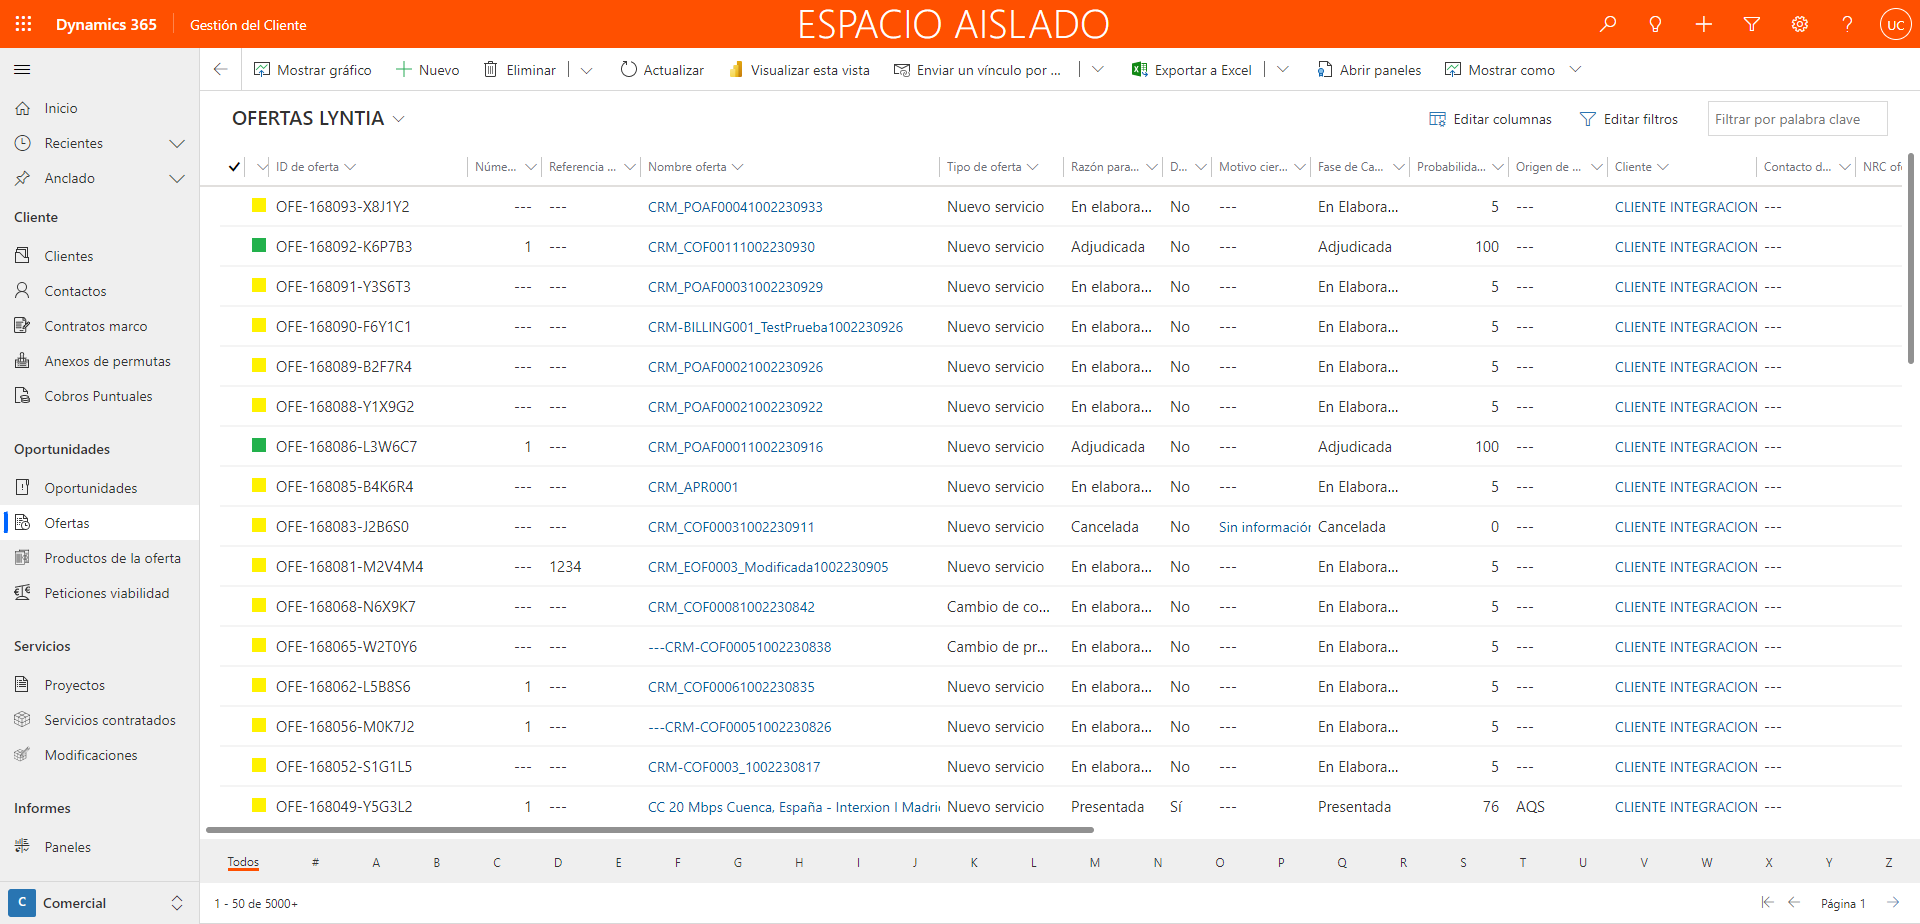 Dynamics 365 Gestión del Cliente ESPACIO AISLADO UC
Mostrar gráfico Nuevo Eliminar Actualizar Visualizar esta vista Enviar un vínculo por ... Exportar a Excel Abrir paneles Mostrar como
Inicio
Recientes
Anclado
Cliente
Clientes
Contactos
Contratos marco
Anexos de permutas
Cobros Puntuales
Oportunidades
Oportunidades
Ofertas
Productos de la oferta
Peticiones viabilidad
Servicios
Proyectos
Servicios contratados
Modificaciones
Informes
Paneles
C Comercial
OFERTAS LYNTIA Editar columnas Editar filtros Filtrar por palabra clave
ID de oferta Núme... Referencia ... Nombre oferta Tipo de oferta Razón para... D... Motivo cier... Fase de Ca... Probabilida... Origen de ... Cliente Contacto d... NRC of
OFE-168093-X8J1Y2 --- --- CRM_POAF00041002230933 Nuevo servicio En elabora... No --- En Elabora... 5 --- CLIENTE INTEGRACION ---
OFE-168092-K6P7B3 1 --- CRM_COF00111002230930 Nuevo servicio Adjudicada No --- Adjudicada 100 --- CLIENTE INTEGRACION ---
OFE-168091-Y3S6T3 --- --- CRM_POAF00031002230929 Nuevo servicio En elabora... No --- En Elabora... 5 --- CLIENTE INTEGRACION ---
OFE-168090-F6Y1C1 --- --- CRM-BILLING001_TestPrueba1002230926 Nuevo servicio En elabora... No --- En Elabora... 5 --- CLIENTE INTEGRACION ---
OFE-168089-B2F7R4 --- --- CRM_POAF00021002230926 Nuevo servicio En elabora... No --- En Elabora... 5 --- CLIENTE INTEGRACION ---
OFE-168088-Y1X9G2 --- --- CRM_POAF00021002230922 Nuevo servicio En elabora... No --- En Elabora... 5 --- CLIENTE INTEGRACION ---
OFE-168086-L3W6C7 1 --- CRM_POAF00011002230916 Nuevo servicio Adjudicada No --- Adjudicada 100 --- CLIENTE INTEGRACION ---
OFE-168085-B4K6R4 --- --- CRM_APR0001 Nuevo servicio En elabora... No --- En Elabora... 5 --- CLIENTE INTEGRACION ---
OFE-168083-J2B6S0 --- --- CRM_COF00031002230911 Nuevo servicio Cancelada No Sin información Cancelada 0 --- CLIENTE INTEGRACION ---
OFE-168081-M2V4M4 --- 1234 CRM_EOF0003_Modificada1002230905 Nuevo servicio En elabora... No --- En Elabora... 5 --- CLIENTE INTEGRACION ---
OFE-168068-N6X9K7 --- --- CRM_COF00081002230842 Cambio de co... En elabora... No --- En Elabora... 5 --- CLIENTE INTEGRACION ---
OFE-168065-W2T0Y6 --- --- ---CRM-COF00051002230838 Cambio de pr... En elabora... No --- En Elabora... 5 --- CLIENTE INTEGRACION ---
OFE-168062-L5B8S6 1 --- CRM_COF00061002230835 Nuevo servicio En elabora... No --- En Elabora... 5 --- CLIENTE INTEGRACION ---
OFE-168056-M0K7J2 1 --- ---CRM-COF00051002230826 Nuevo servicio En elabora... No --- En Elabora... 5 --- CLIENTE INTEGRACION ---
OFE-168052-S1G1L5 --- --- CRM-COF0003_1002230817 Nuevo servicio En elabora... No --- En Elabora... 5 --- CLIENTE INTEGRACION ---
OFE-168049-Y5G3L2 1 --- CC 20 Mbps Cuenca, España - Interxion I Madri Nuevo servicio Presentada Sí --- Presentada 76 AQS CLIENTE INTEGRACION ---
Todos # A B C D E F G H I J K L M N O P Q R S T U V W X Y Z
1 - 50 de 5000+ Página 1